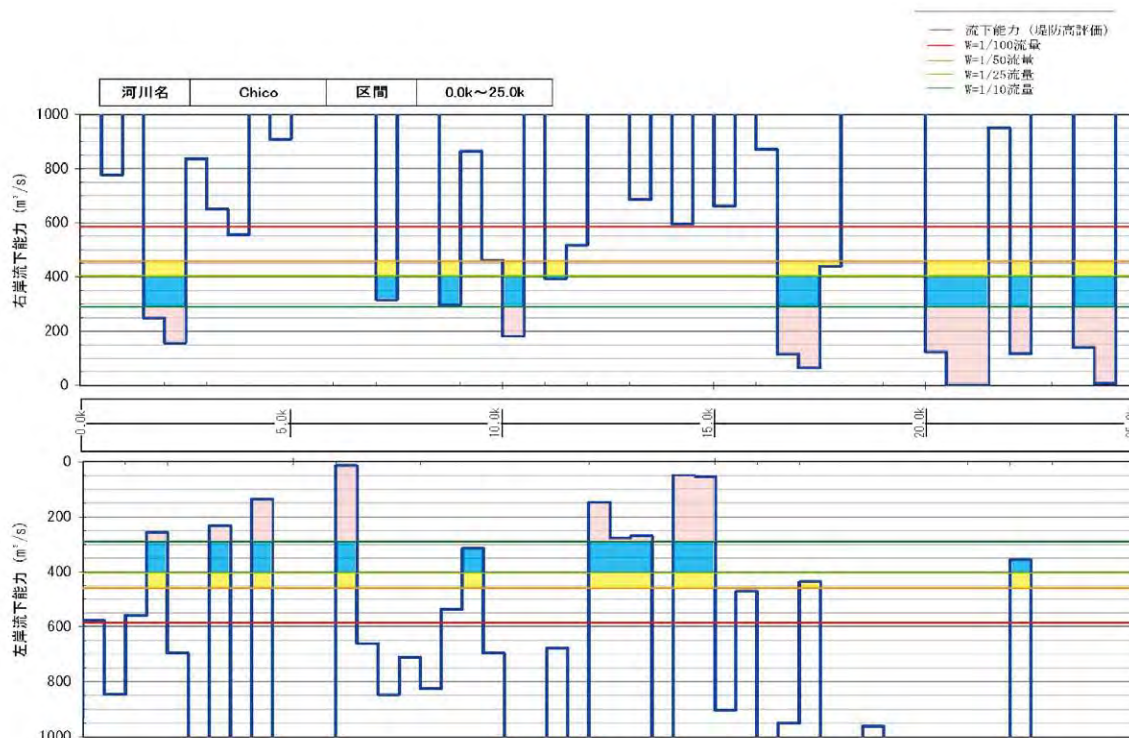 流下能力（堤防高評価）
W=1/100流量
W=1/50流量
W=1/25流量
W=1/10流量
河川名 Chico 区間 0.0k～25.0k
右岸流下能力 (m³/s)
1000
800
600
400
200
0
0.0k 5.0k 10.0k 15.0k 20.0k
左岸流下能力 (m³/s)
0
200
400
600
800
1000